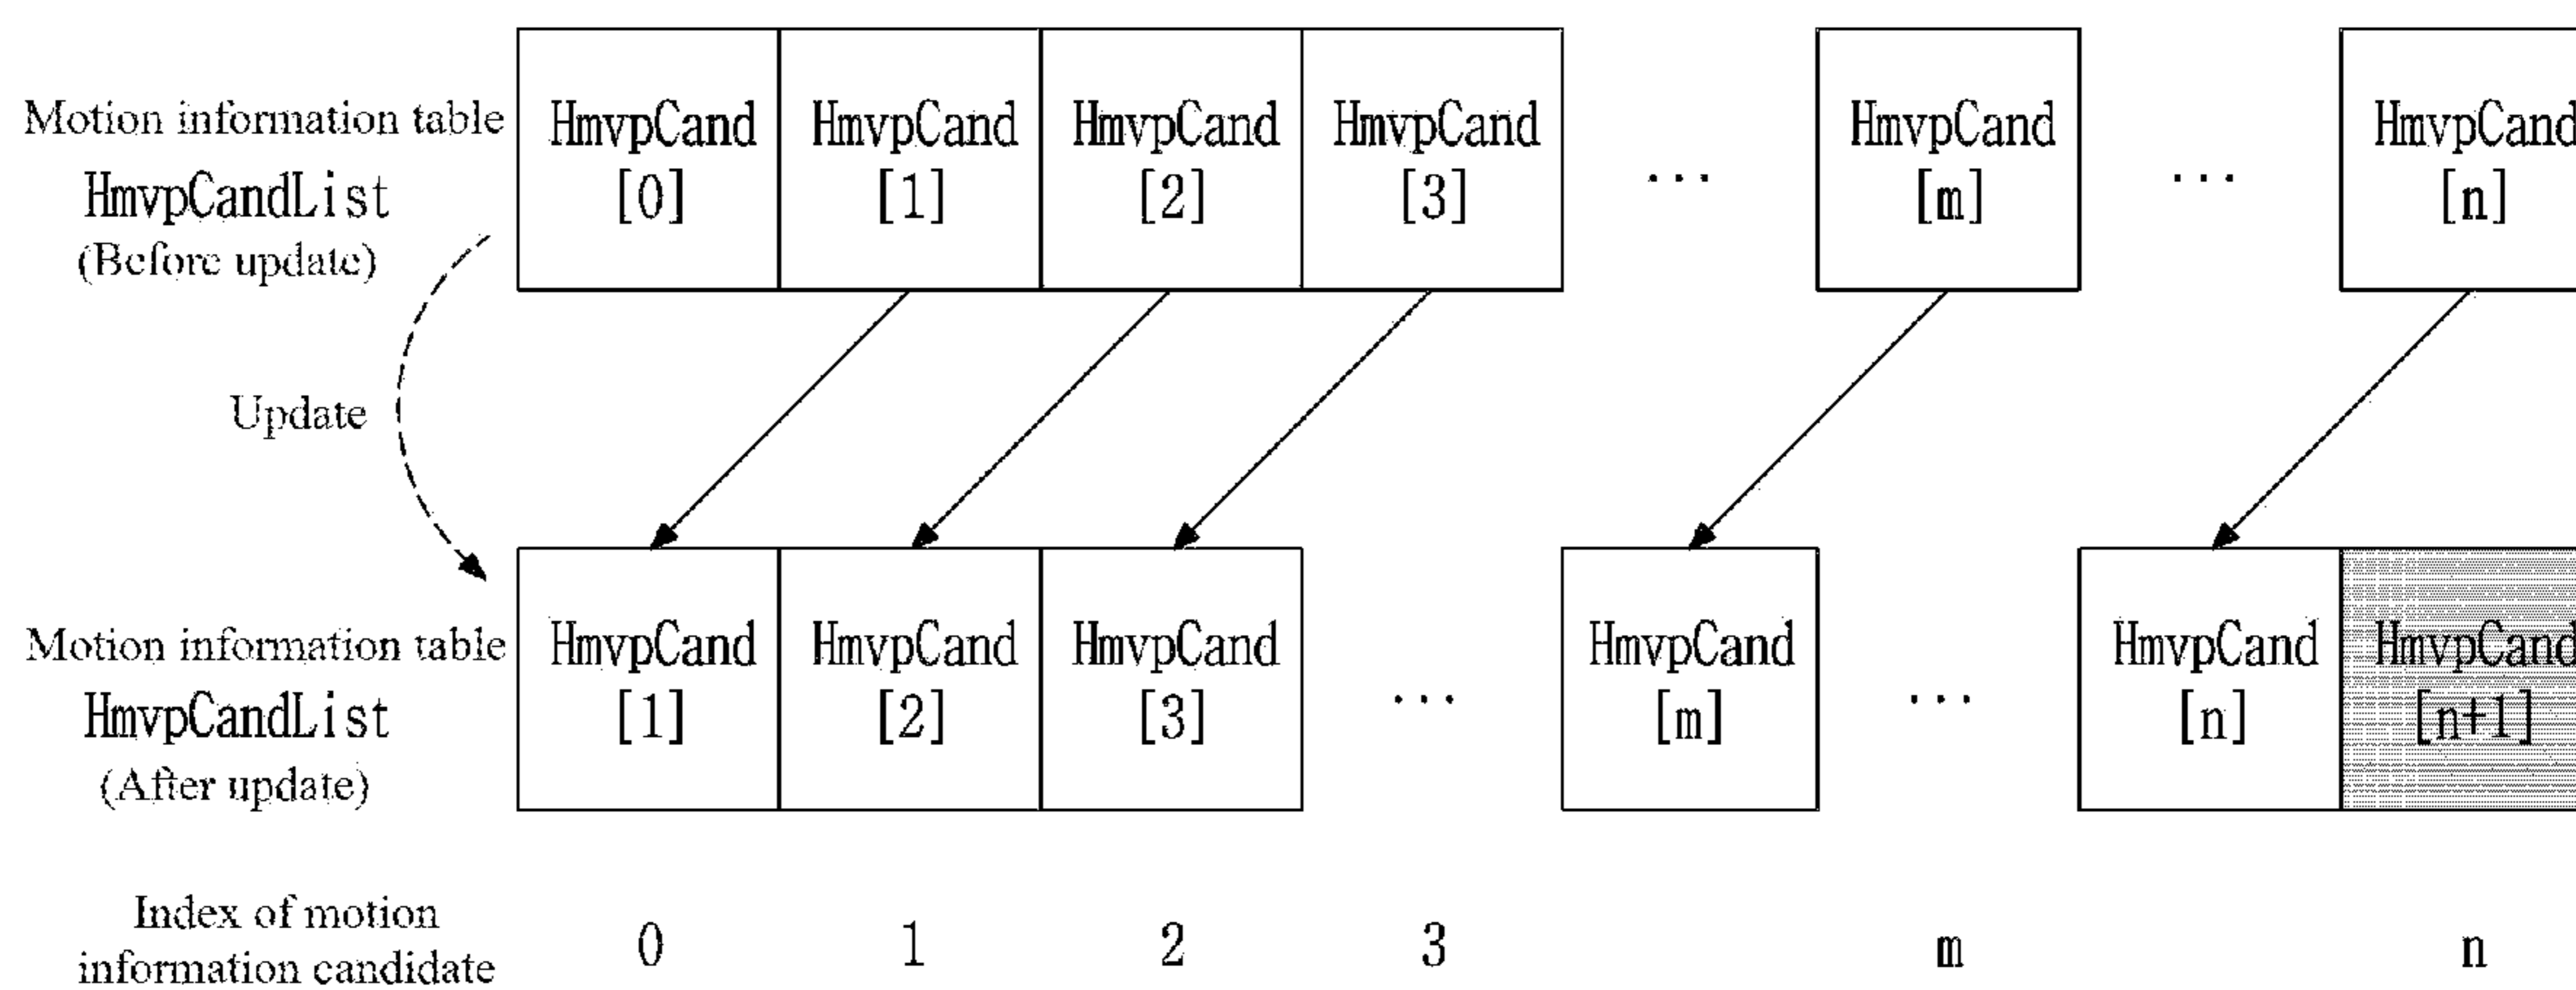 Motion information table
HmvpCandList
(Before update)
HmvpCand HmvpCand HmvpCand HmvpCand HmvpCand HmvpCand
[0] [1] [2] [3] ... [m] ... [n]
Update
Motion information table
HmvpCandList
(After update)
HmvpCand HmvpCand HmvpCand HmvpCand HmvpCand HmvpCand
[1] [2] [3] ... [m] ... [n] [n+1]
Index of motion
information candidate
0 1 2 3 m n